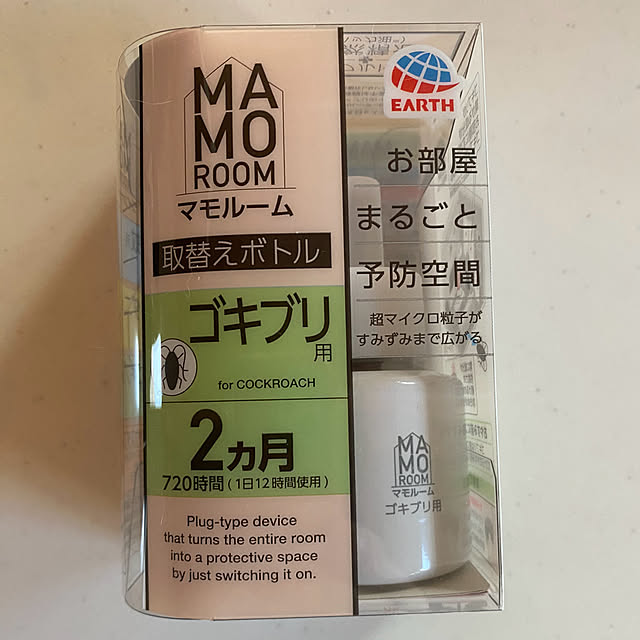 MA
MO
ROOM
マモルーム
取替えボトル
ゴキブリ
用
for COCKROACH
2ヵ月
720時間(1日12時間使用)
Plug-type device
that turns the entire room
into a protective space
by just switching it on.
EARTH
お部屋
まるごと
予防空間
超マイクロ粒子が
すみずみまで広がる
MA
MO
ROOM
マモルーム
ゴキブリ用